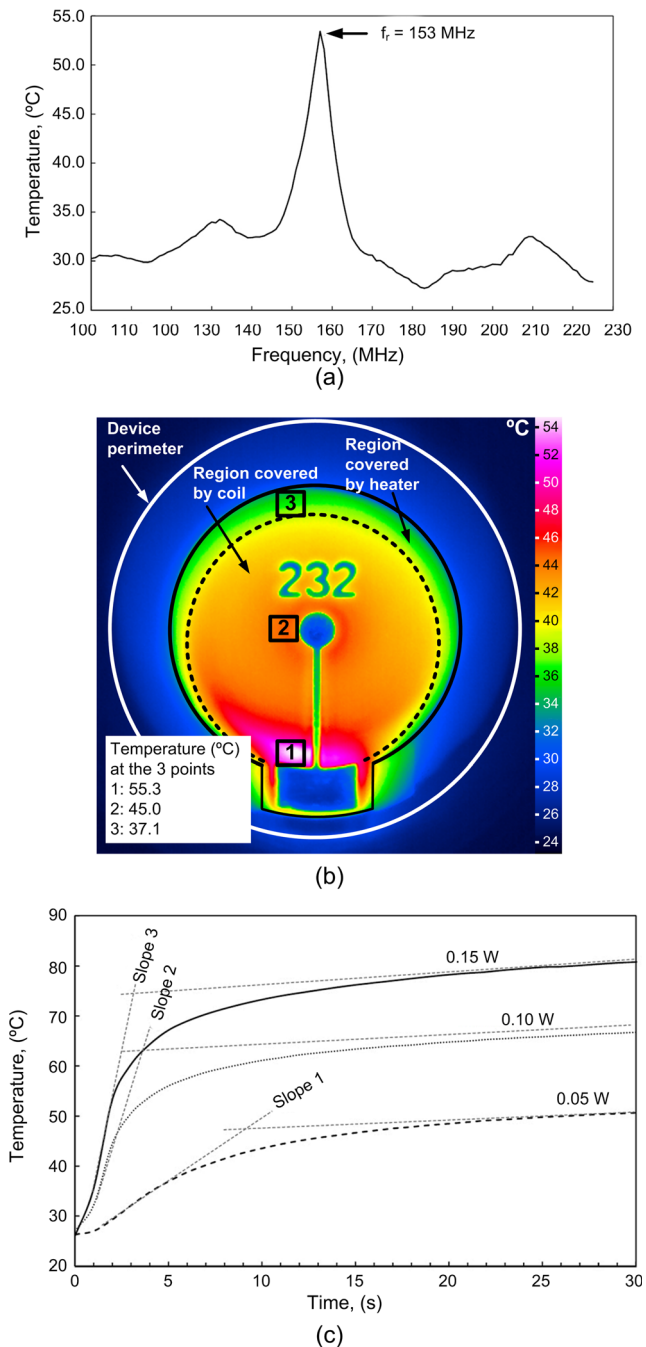 55.0
45.0
35.0
30.0
25.0
Temperature, (ºC)
fᵣ = 153 MHz
100 110 130 140 150 160 170 180 190 200 210 220 230
Frequency, (MHz)
(a)
Device
perimeter
Region covered
by coil
Region
covered
by heater
ºC
54
52
50
48
46
44
42
40
38
36
34
32
30
28
26
24
3
232
2
1
Temperature (ºC)
at the 3 points
1: 55.3
2: 45.0
3: 37.1
(b)
90
80
70
60
50
40
30
20
Temperature, (ºC)
Slope 3
Slope 2
Slope 1
0.15 W
0.10 W
0.05 W
0 5 10 15 20 25 30
Time, (s)
(c)